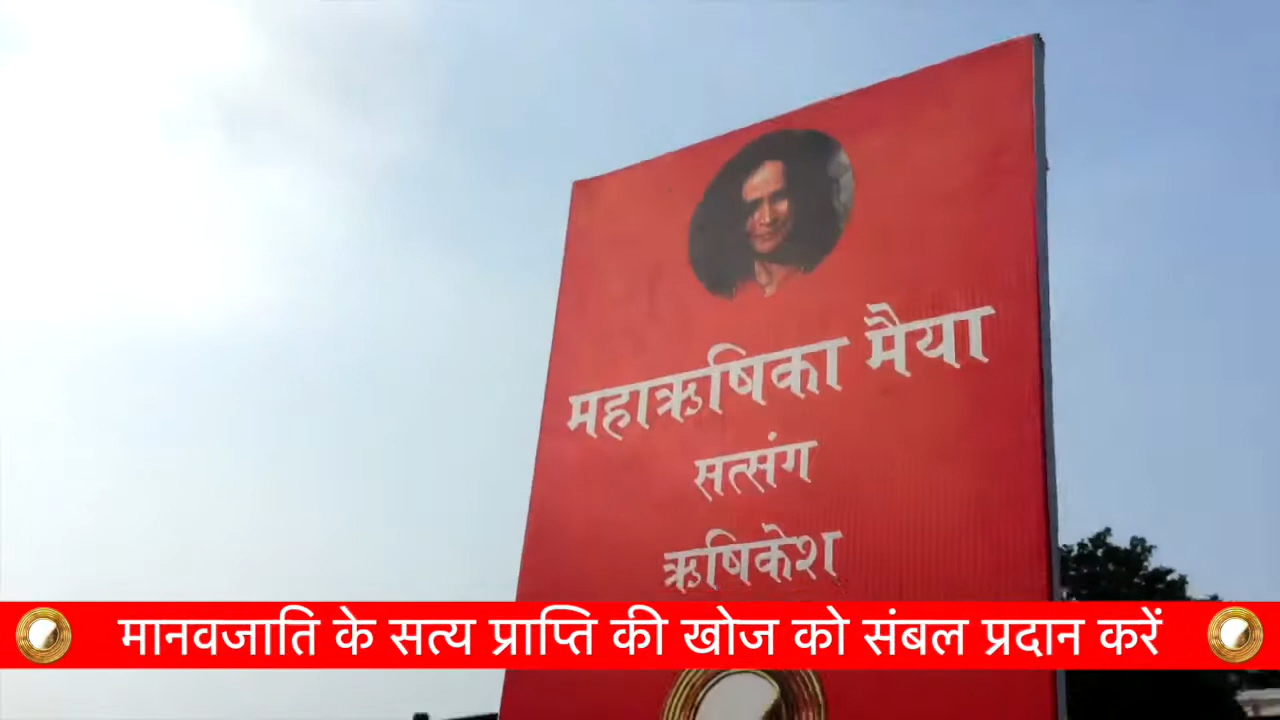 महाऋषिका मैया
सत्संग
ऋषिकेश
मानवजाति के सत्य प्राप्ति की खोज को संबल प्रदान करें